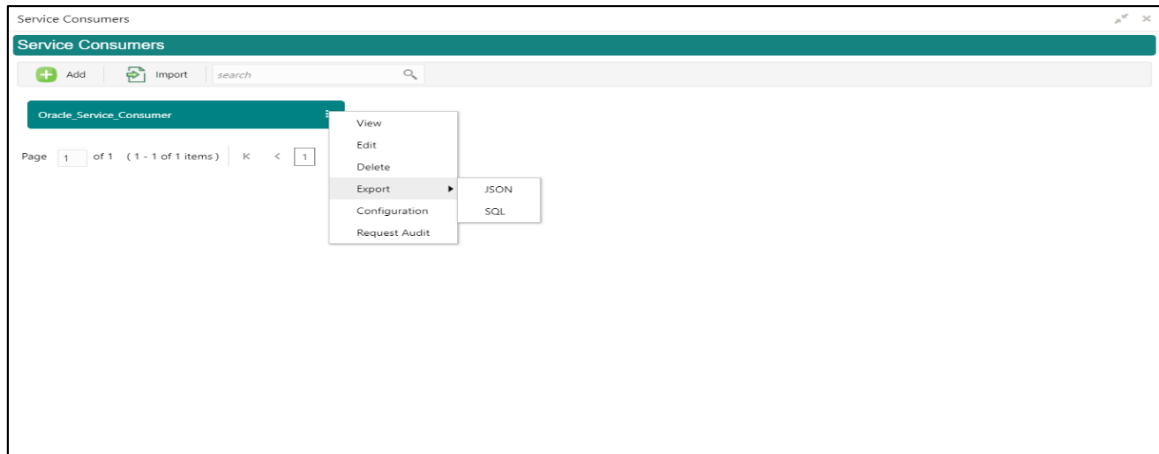 Service Consumers
Service Consumers
Add Import search
Oracle_Service_Consumer
View
Edit
Delete
Export JSON
Configuration SQL
Request Audit
Page 1 of 1 ( 1 - 1 of 1 items ) K < 1